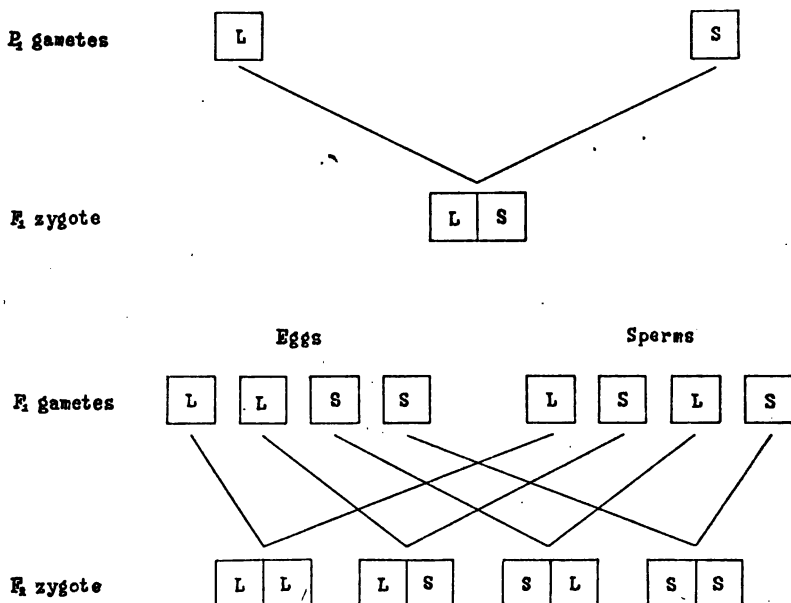 P₁ gametes L S
F₁ zygote L S
Eggs Sperms
F₁ gametes L L S S L S L S
F₂ zygote L L L S S L S S